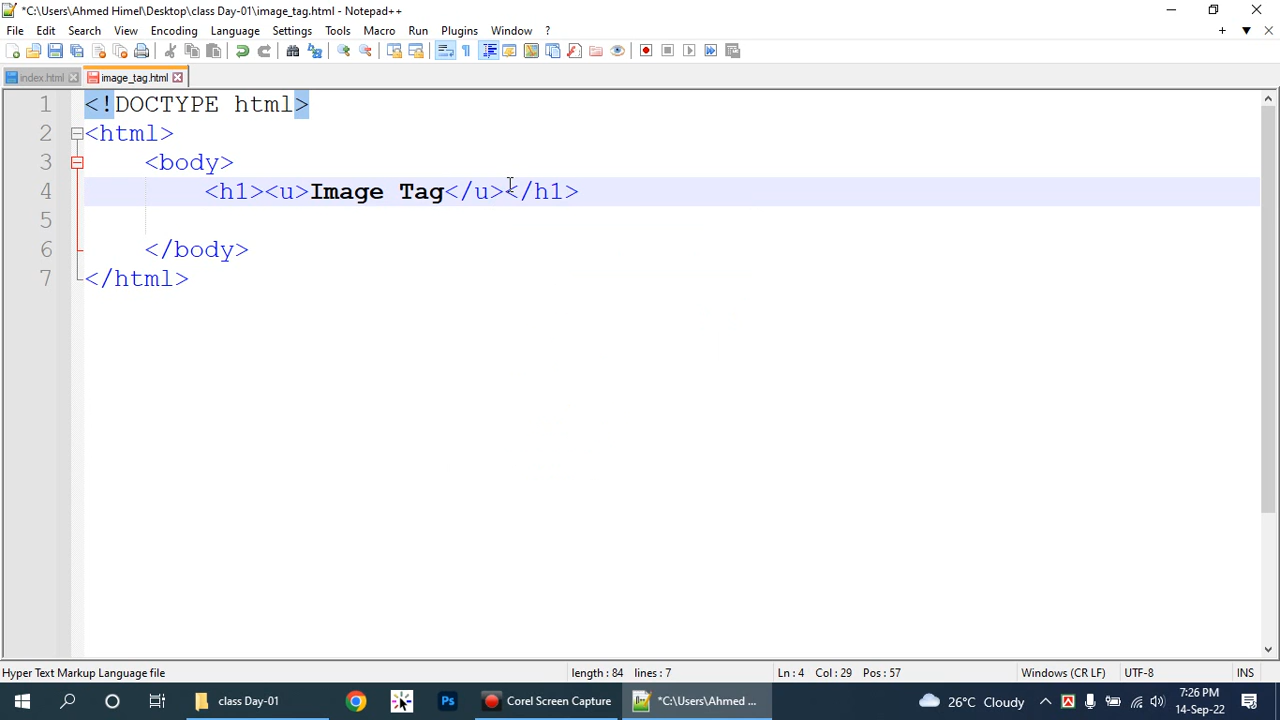 *C:\Users\Ahmed Himel\Desktop\class Day-01\image_tag.html - Notepad++
File Edit Search View Encoding Language Settings Tools Macro Run Plugins Window ?
index.html image_tag.html
1 <!DOCTYPE html>
2 <html>
3 <body>
4 <h1><u>Image Tag</u></h1>
5
6 </body>
7 </html>
Hyper Text Markup Language file length : 84 lines : 7 Ln : 4 Col : 29 Pos : 57 Windows (CR LF) UTF-8 INS
class Day-01 Ps Corel Screen Capture *C:\Users\Ahmed ... 26°C Cloudy 7:26 PM
14-Sep-22